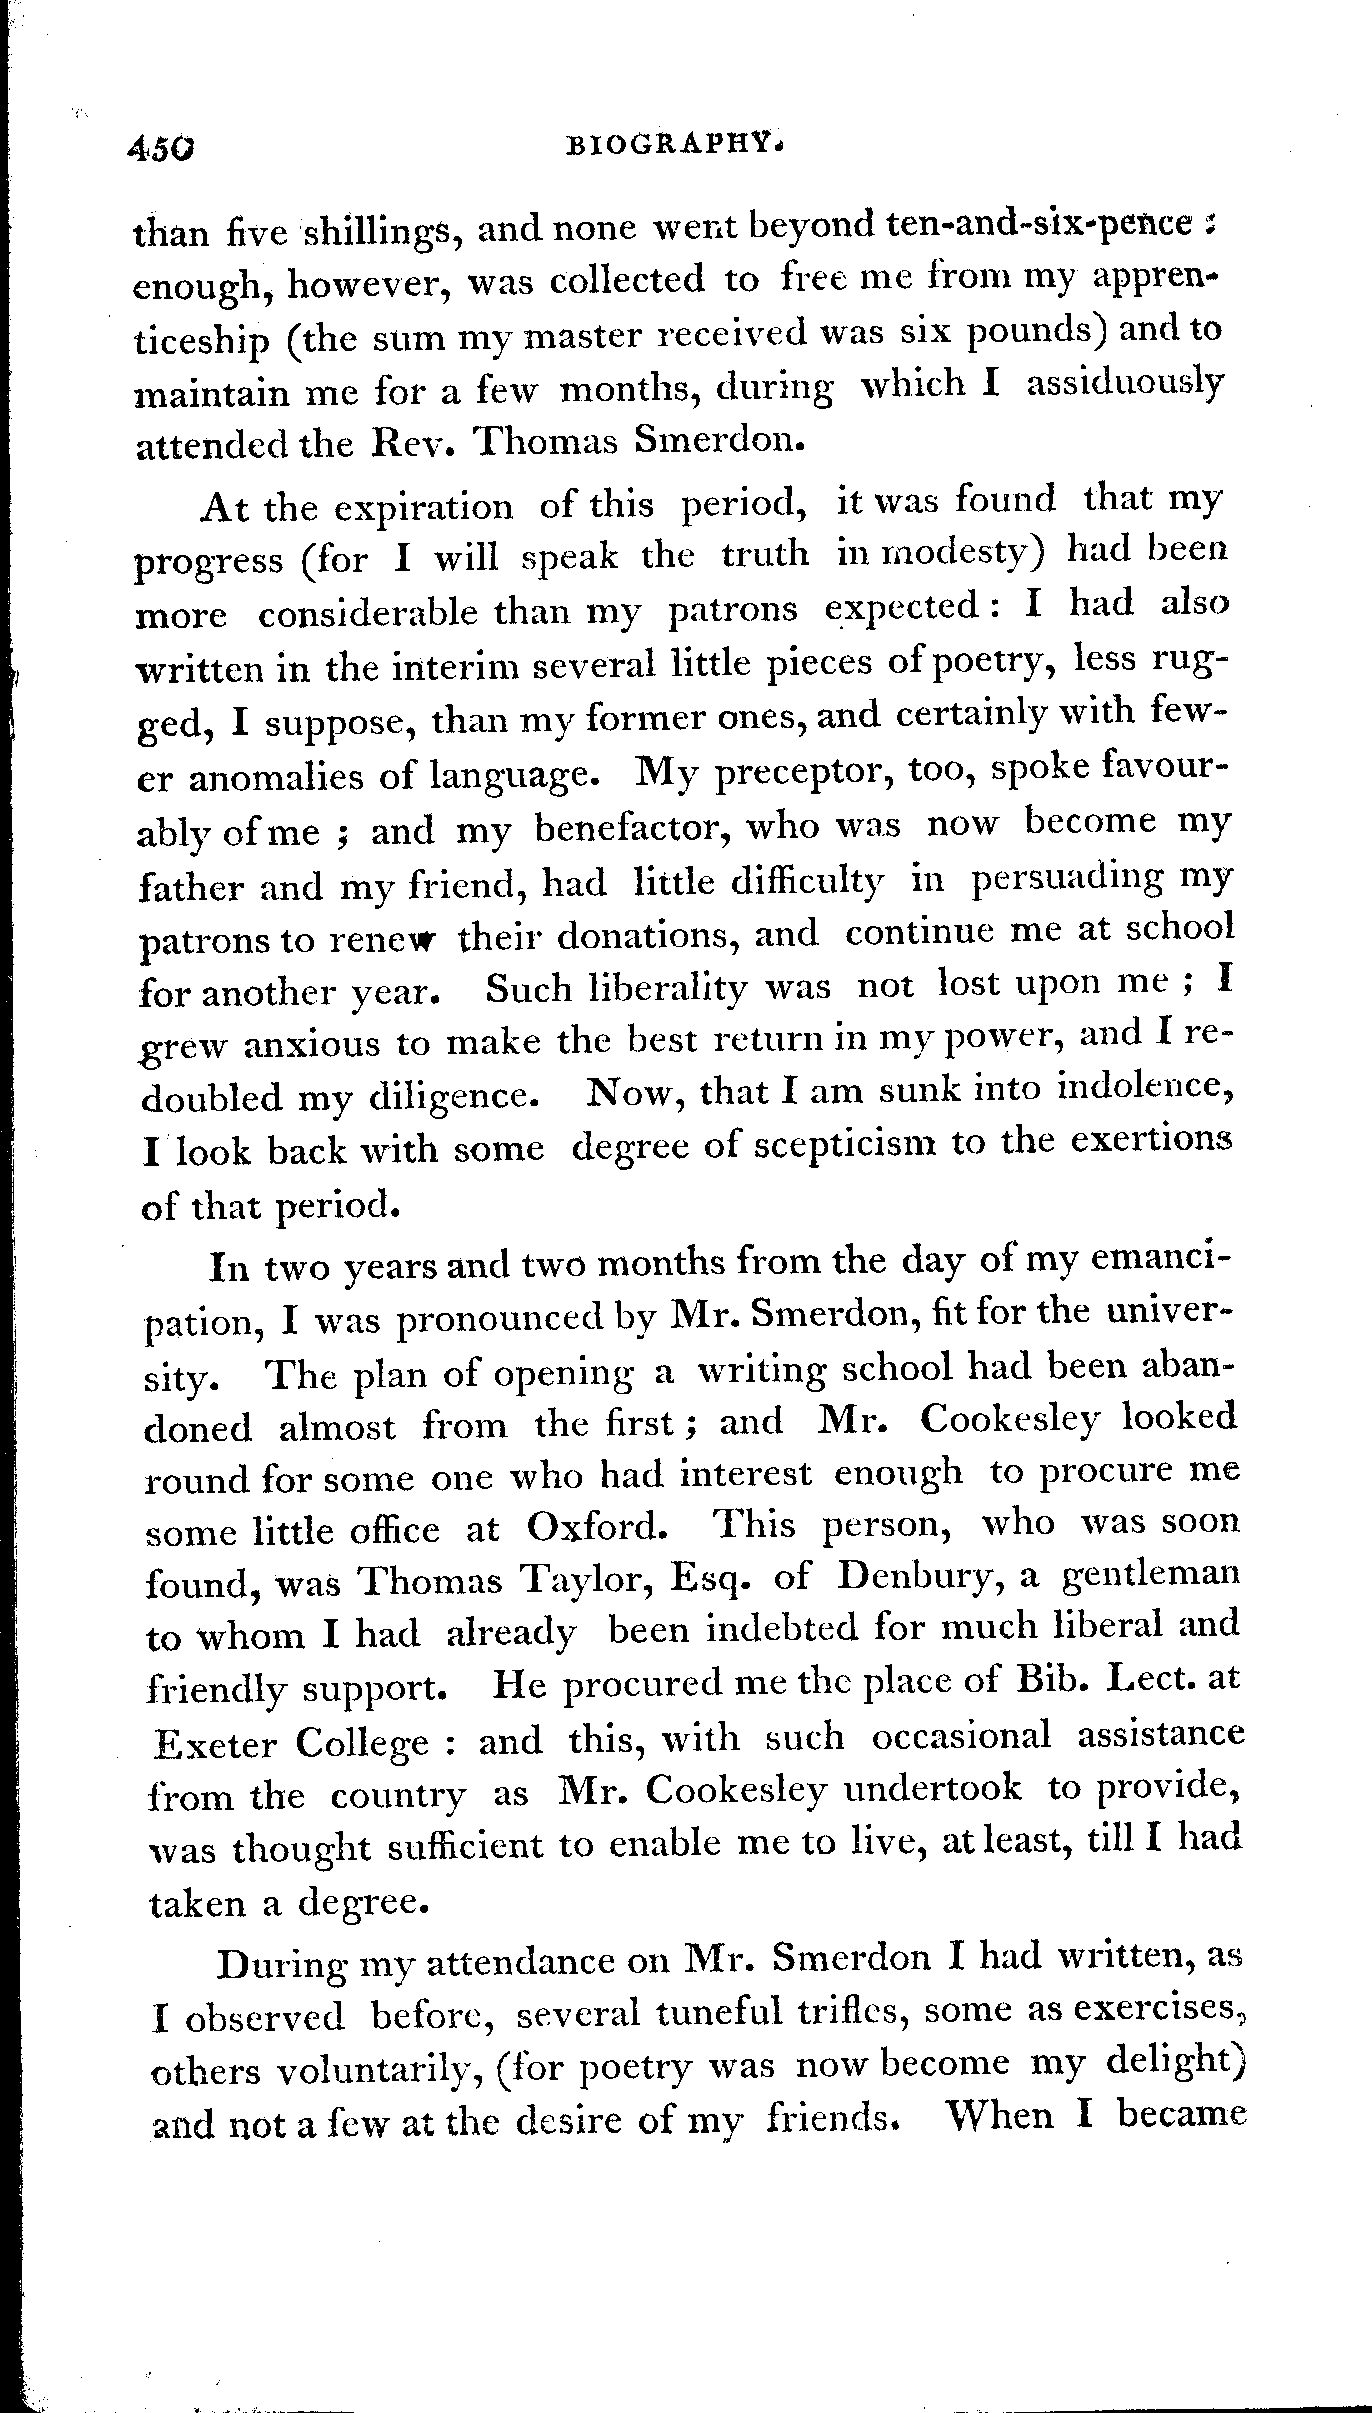 450 BIOGRAPHY.
than five shillings, and none went beyond ten-and-six-pence :
enough, however, was collected to free me from my appren-
ticeship (the sum my master received was six pounds) and to
maintain me for a few months, during which I assiduously
attended the Rev. Thomas Smerdon.
At the expiration of this period, it was found that my
progress (for I will speak the truth in modesty) had been
more considerable than my patrons expected : I had also
written in the interim several little pieces of poetry, less rug-
ged, I suppose, than my former ones, and certainly with few-
er anomalies of language. My preceptor, too, spoke favour-
ably of me ; and my benefactor, who was now become my
father and my friend, had little difficulty in persuading my
patrons to renew their donations, and continue me at school
for another year. Such liberality was not lost upon me ; I
grew anxious to make the best return in my power, and I re-
doubled my diligence. Now, that I am sunk into indolence,
I look back with some degree of scepticism to the exertions
of that period.
In two years and two months from the day of my emanci-
pation, I was pronounced by Mr. Smerdon, fit for the univer-
sity. The plan of opening a writing school had been aban-
doned almost from the first ; and Mr. Cookesley looked
round for some one who had interest enough to procure me
some little office at Oxford. This person, who was soon
found, was Thomas Taylor, Esq. of Denbury, a gentleman
to whom I had already been indebted for much liberal and
friendly support. He procured me the place of Bib. Lect. at
Exeter College : and this, with such occasional assistance
from the country as Mr. Cookesley undertook to provide,
was thought sufficient to enable me to live, at least, till I had
taken a degree.
During my attendance on Mr. Smerdon I had written, as
I observed before, several tuneful trifles, some as exercises,
others voluntarily, (for poetry was now become my delight)
and not a few at the desire of my friends. When I became